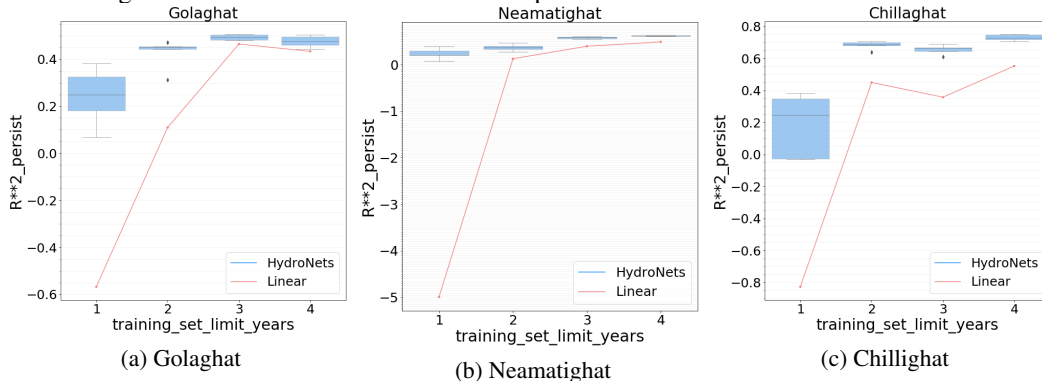 Golaghat
R**2_persist
0.4
0.2
0.0
−0.2
−0.4
−0.6
HydroNets
Linear
1 2 3 4
training_set_limit_years
(a) Golaghat
Neamatighat
R**2_persist
0
−1
−2
−3
−4
−5
HydroNets
Linear
1 2 3 4
training_set_limit_years
(b) Neamatighat
Chillaghat
R**2_persist
0.8
0.6
0.4
0.2
0.0
−0.2
−0.4
−0.6
−0.8
HydroNets
Linear
1 2 3 4
training_set_limit_years
(c) Chillighat